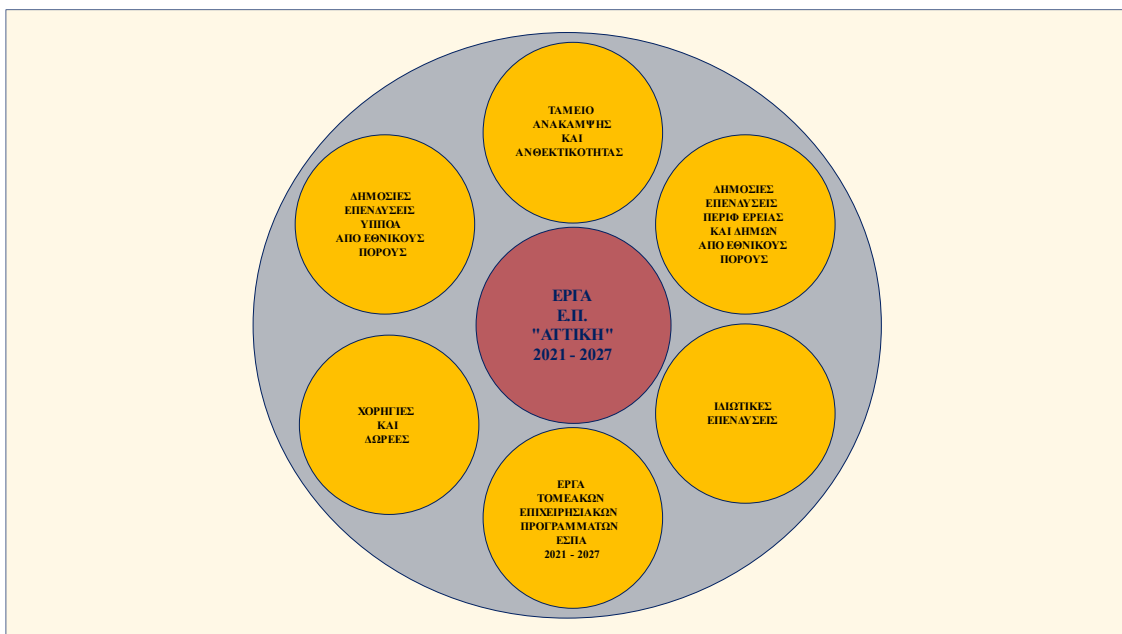 ΤΑΜΕΙΟ
ΑΝΑΚΑΜΨΗΣ
ΚΑΙ
ΑΝΘΕΚΤΙΚΟΤΗΤΑΣ
ΔΗΜΟΣΙΕΣ
ΕΠΕΝΔΥΣΕΙΣ
ΥΠΠΟΑ
ΑΠΟ ΕΘΝΙΚΟΥΣ
ΠΟΡΟΥΣ
ΔΗΜΟΣΙΕΣ
ΕΠΕΝΔΥΣΕΙΣ
ΠΕΡΙΦ ΕΡΕΙΑΣ
ΚΑΙ ΔΗΜΩΝ
ΑΠΟ ΕΘΝΙΚΟΥΣ
ΠΟΡΟΥΣ
ΕΡΓΑ
Ε.Π.
"ΑΤΤΙΚΗ"
2021 - 2027
ΧΟΡΗΓΙΕΣ
ΚΑΙ
ΔΩΡΕΕΣ
ΙΔΙΩΤΙΚΕΣ
ΕΠΕΝΔΥΣΕΙΣ
ΕΡΓΑ
ΤΟΜΕΑΚΩΝ
ΕΠΙΧΕΙΡΗΣΙΑΚΩΝ
ΠΡΟΓΡΑΜΜΑΤΩΝ
ΕΣΠΑ
2021 - 2027